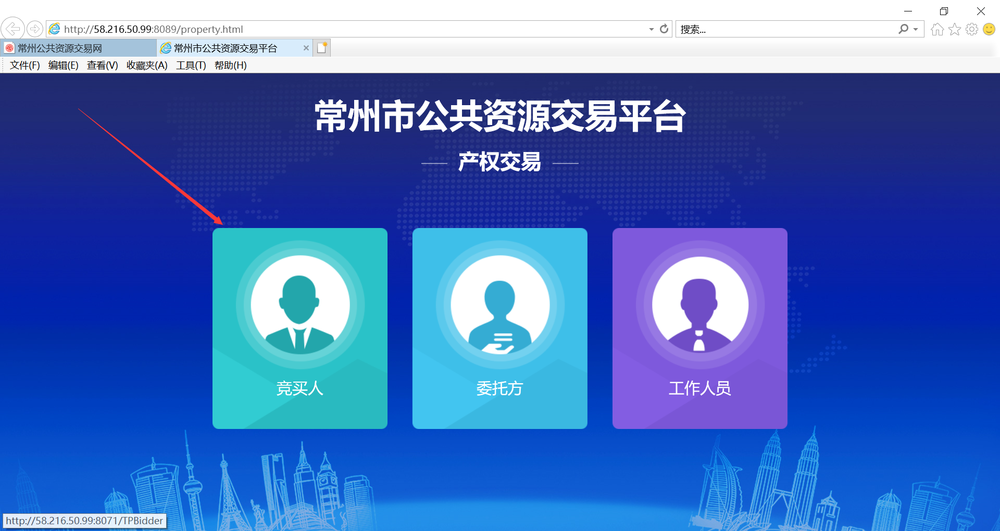 http://58.216.50.99:8089/property.html
搜索...
常州公共资源交易网
常州市公共资源交易平台
文件(F) 编辑(E) 查看(V) 收藏夹(A) 工具(T) 帮助(H)
常州市公共资源交易平台
产权交易
竞买人
委托方
工作人员
http://58.216.50.99:8071/TPBidder